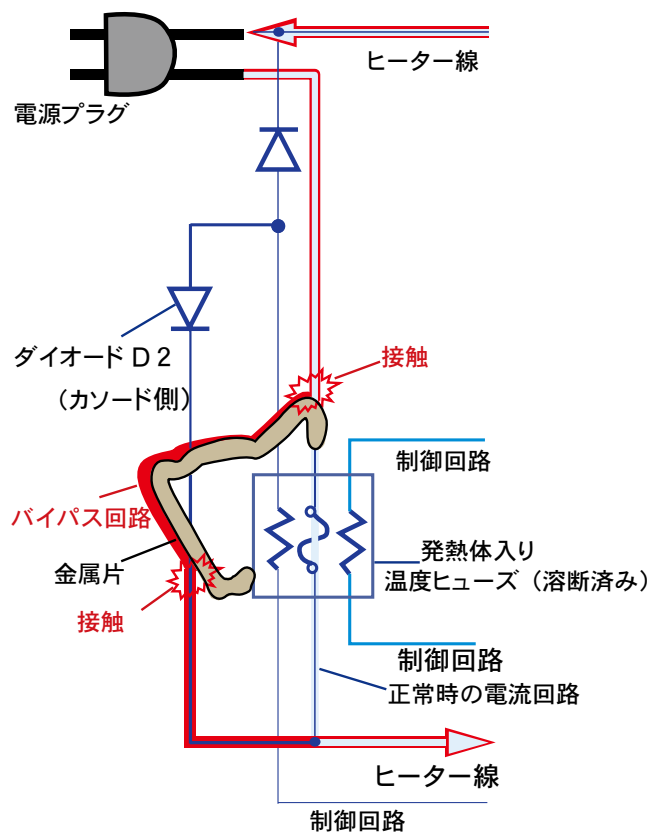 ヒーター線
電源プラグ
ダイオードD2
(カソード側)
接触
制御回路
バイパス回路
金属片
発熱体入り
温度ヒューズ(溶断済み)
接触
制御回路
正常時の電流回路
ヒーター線
制御回路